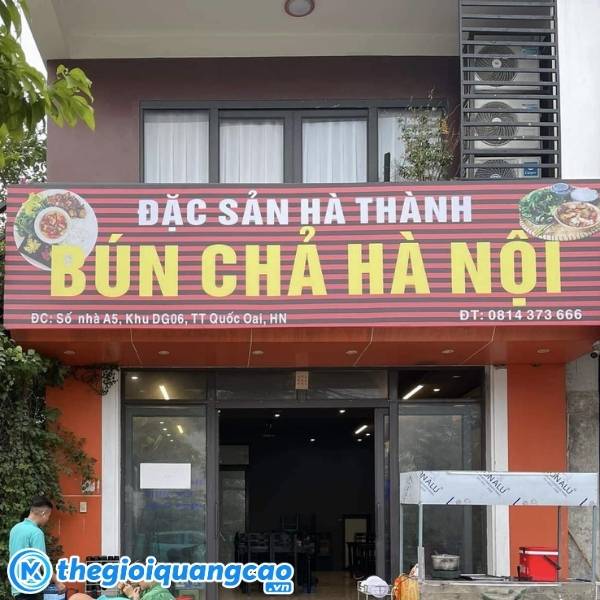 ĐẶC SẢN HÀ THÀNH
BÚN CHẢ HÀ NỘI
ĐC: Số nhà A5, Khu DG06, TT Quốc Oai, HN
ĐT: 0814 373 666
thegioiquangcao
.vn